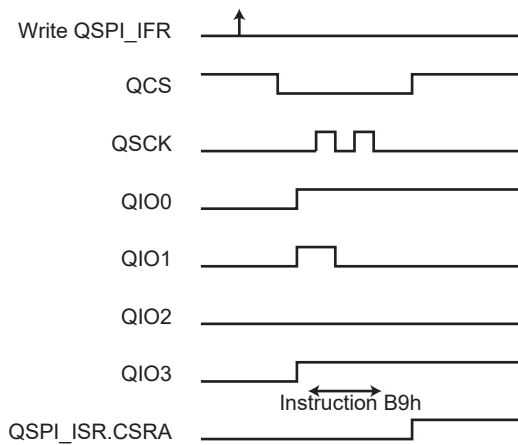 Write QSPI_IFR
QCS
QSCK
QIO0
QIO1
QIO2
QIO3
Instruction B9h
QSPI_ISR.CSRA